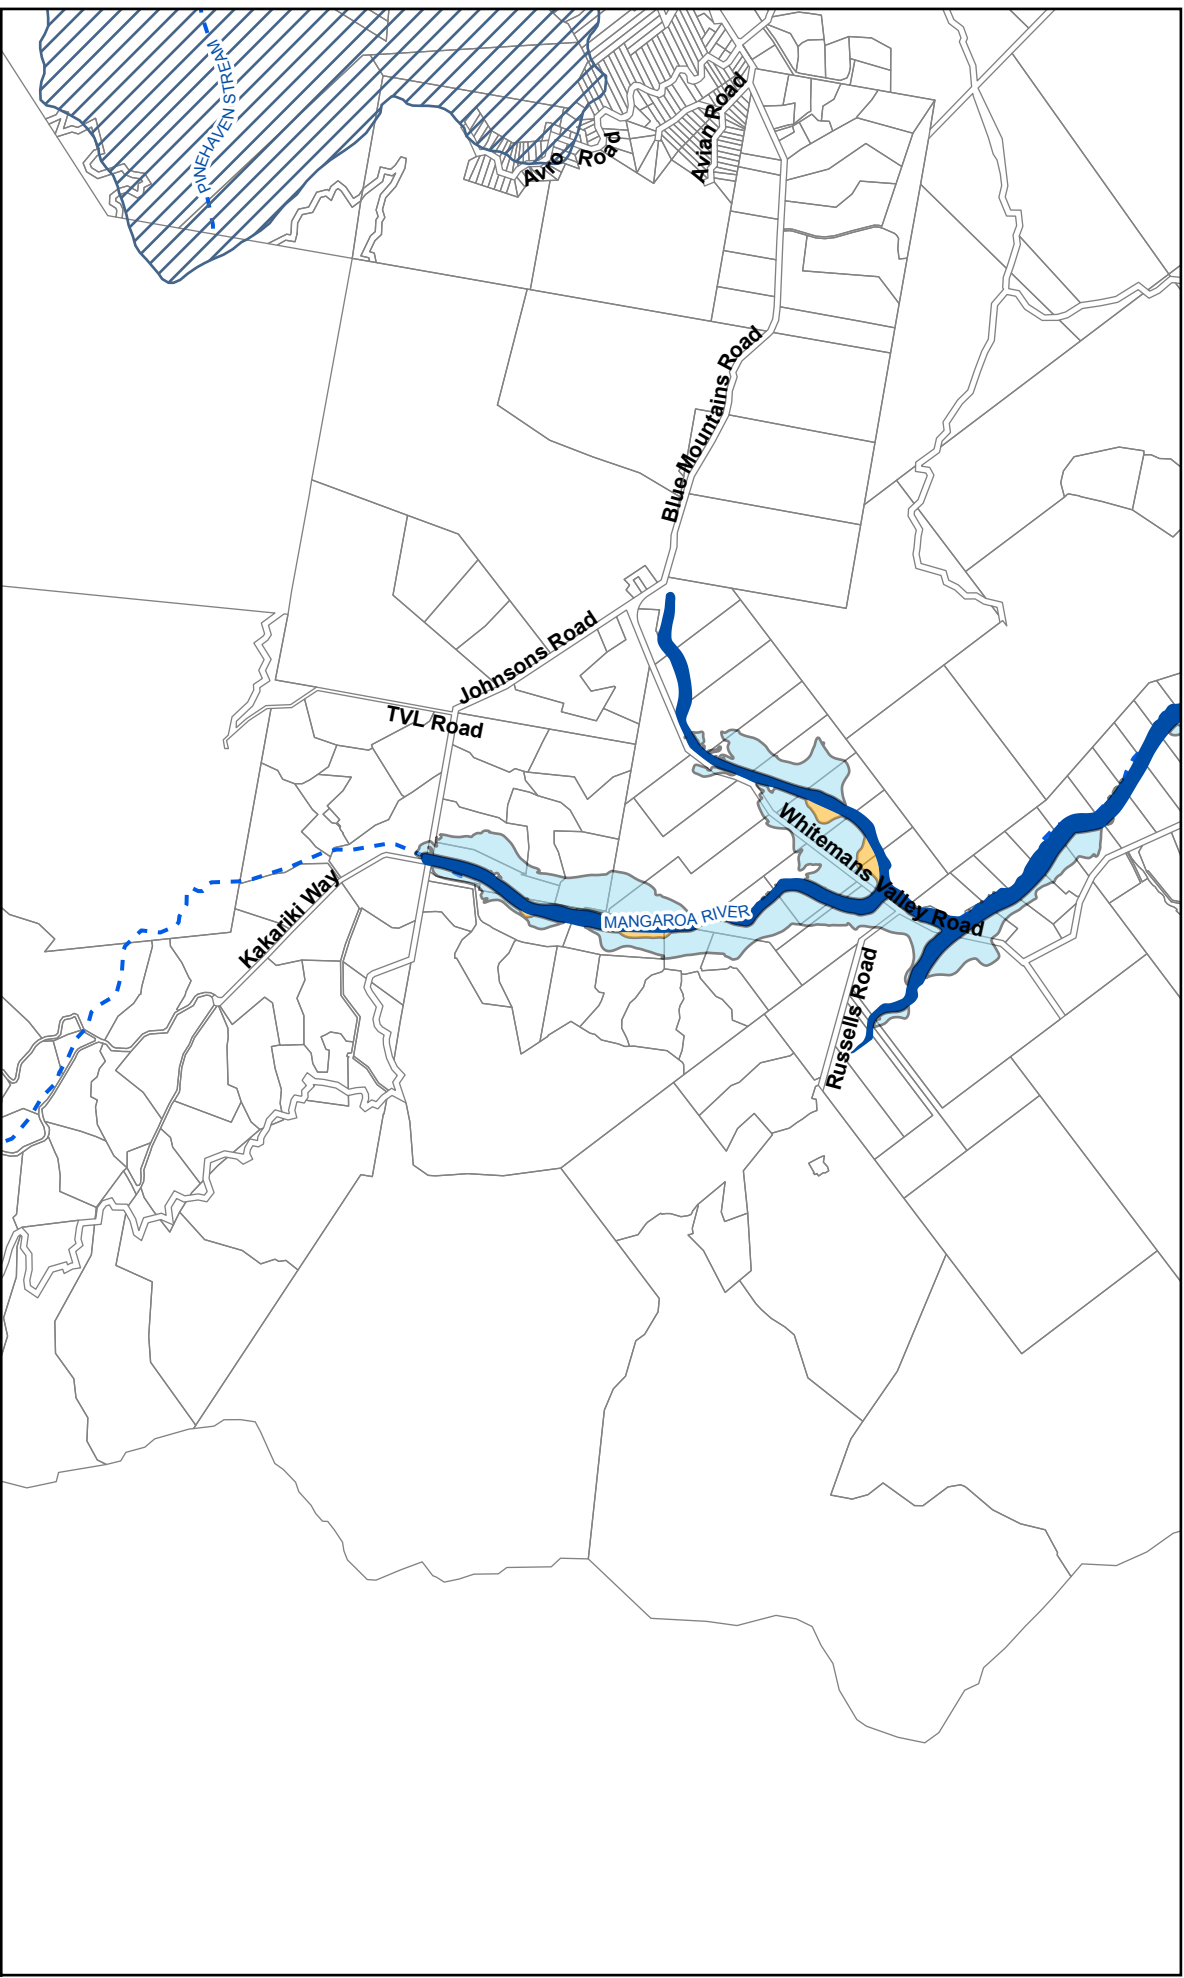 PINEHAVEN STREAM
Avian Road
Avro Road
Blue Mountains Road
Johnsons Road
TVL Road
Whitemans Valley Road
Kakariki Way
MANGAROA RIVER
Russells Road